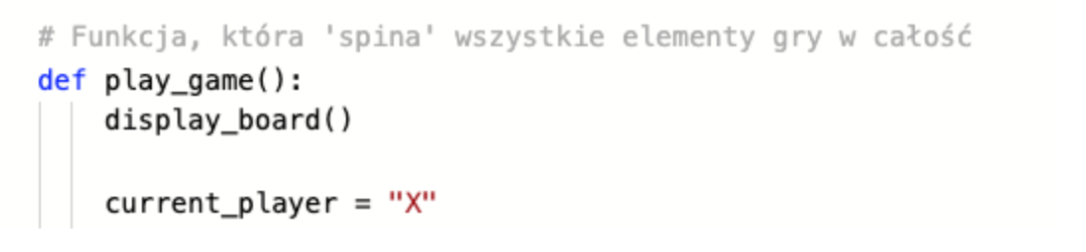 # Funkcja, która 'spina' wszystkie elementy gry w całość
def play_game():
display_board()
current_player = "X"